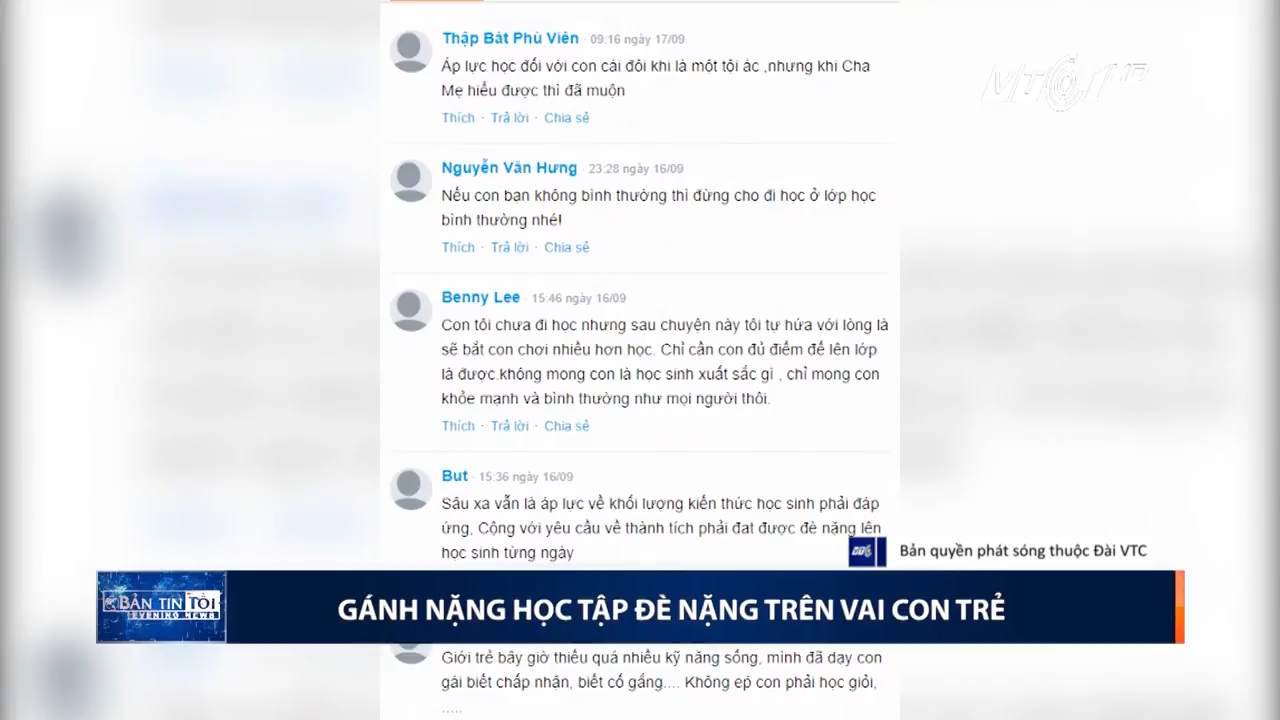 Thập Bát Phù Viên · 09:16 ngày 17/09
Áp lực học đối với con cái đôi khi là một tội ác ,nhưng khi Cha
Mẹ hiểu được thì đã muộn
Thích · Trả lời · Chia sẻ
Nguyễn Văn Hưng · 23:28 ngày 16/09
Nếu con bạn không bình thường thì đừng cho đi học ở lớp học
bình thường nhé!
Thích · Trả lời · Chia sẻ
Benny Lee · 15:46 ngày 16/09
Con tôi chưa đi học nhưng sau chuyện này tôi tự hứa với lòng là
sẽ bắt con chơi nhiều hơn học. Chỉ cần con đủ điểm để lên lớp
là được.không mong con là học sinh xuất sắc gì , chỉ mong con
khỏe mạnh và bình thường như mọi người thôi.
Thích · Trả lời · Chia sẻ
But · 15:36 ngày 16/09
Sâu xa vẫn là áp lực về khối lượng kiến thức học sinh phải đáp
ứng, Cộng với yêu cầu về thành tích phải đat được đè nặng lên
học sinh từng ngày
Bản quyền phát sóng thuộc Đài VTC
BẢN TIN TỐI
EVENING NEWS
GÁNH NẶNG HỌC TẬP ĐÈ NẶNG TRÊN VAI CON TRẺ
Giới trẻ bây giờ thiếu quá nhiều kỹ năng sống, mình đã dạy con
gái biết chấp nhận, biết cố gắng.... Không ép con phải học giỏi,
.....